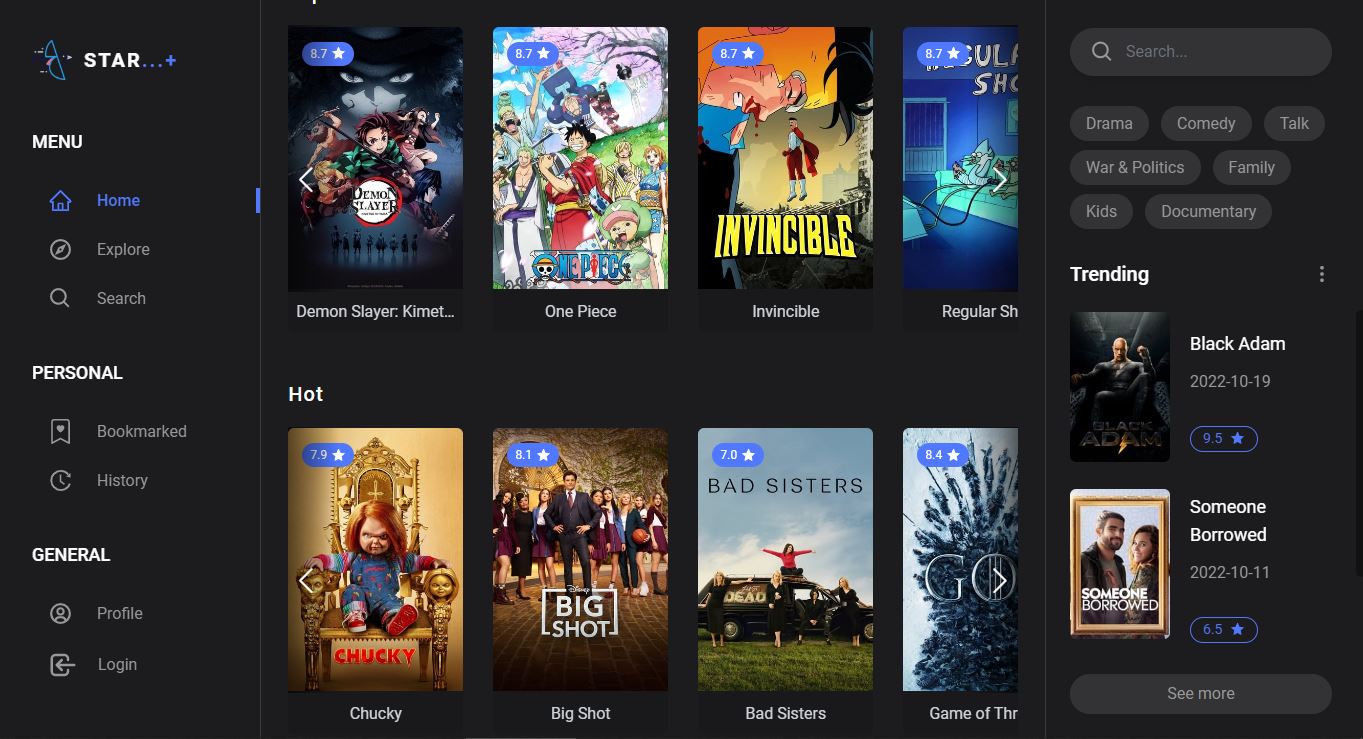 STAR...+
MENU
Home
Explore
Search
PERSONAL
Bookmarked
History
GENERAL
Profile
Login
8.7
8.7
8.7
8.7
DEMON
SLAYER
ONE PIECE
INVINCIBLE
SHO
Demon Slayer: Kimet...
One Piece
Invincible
Regular Sh
Hot
7.9
8.1
7.0
8.4
CHUCKY
Disney
BIG
SHOT
BAD SISTERS
DEAD
GO
Chucky
Big Shot
Bad Sisters
Game of Thr
Search...
Drama
Comedy
Talk
War & Politics
Family
Kids
Documentary
Trending
BLACK
ADAM
Black Adam
2022-10-19
9.5
SOMEONE
BORROWED
Someone
Borrowed
2022-10-11
6.5
See more